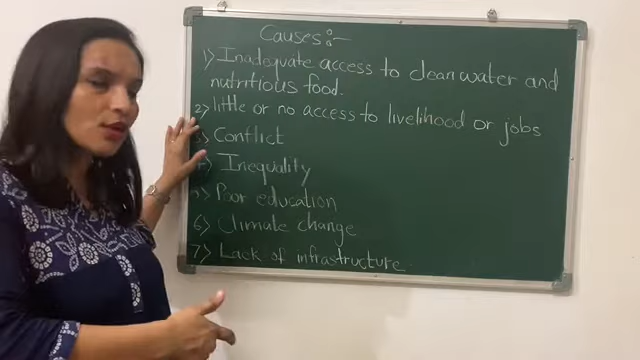 Causes:-
1) Inadequate access to clean water and
nutritious food.
2) little or no access to livelihood or jobs
3) Conflict
Inequality
5) Poor education
6) Climate change
7) Lack of infrastructure.